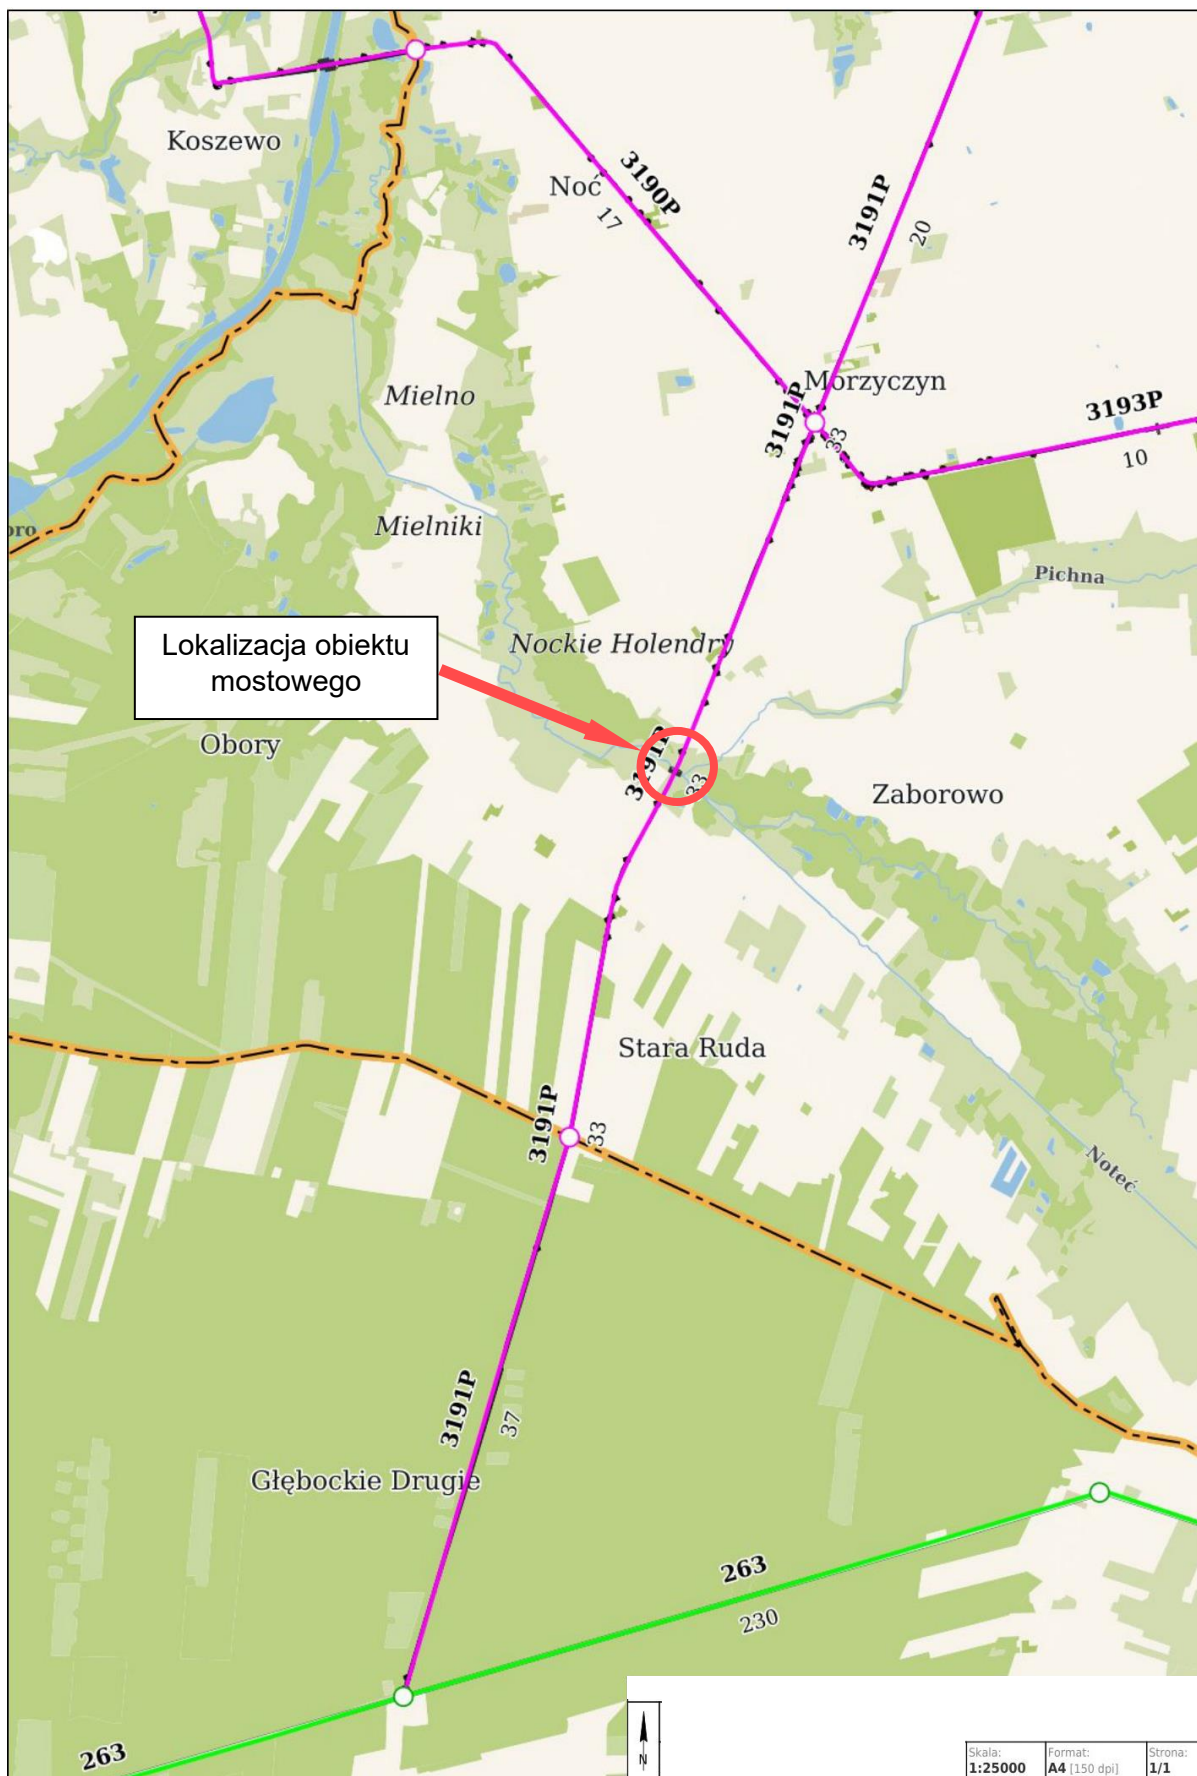 Koszewo
Noć
3190P
17
3191P
20
Morzyczyn
3191P
33
3193P
10
Mielno
Mielniki
oro
Pichna
Nockie Holendry
Lokalizacja obiektu
mostowego
Obory
3191P
33
Zaborowo
Stara Ruda
3191P
33
Noteć
3191P
37
Głębockie Drugie
263
230
263
N
Skala:
1:25000
Format:
A4 [150 dpi]
Strona:
1/1